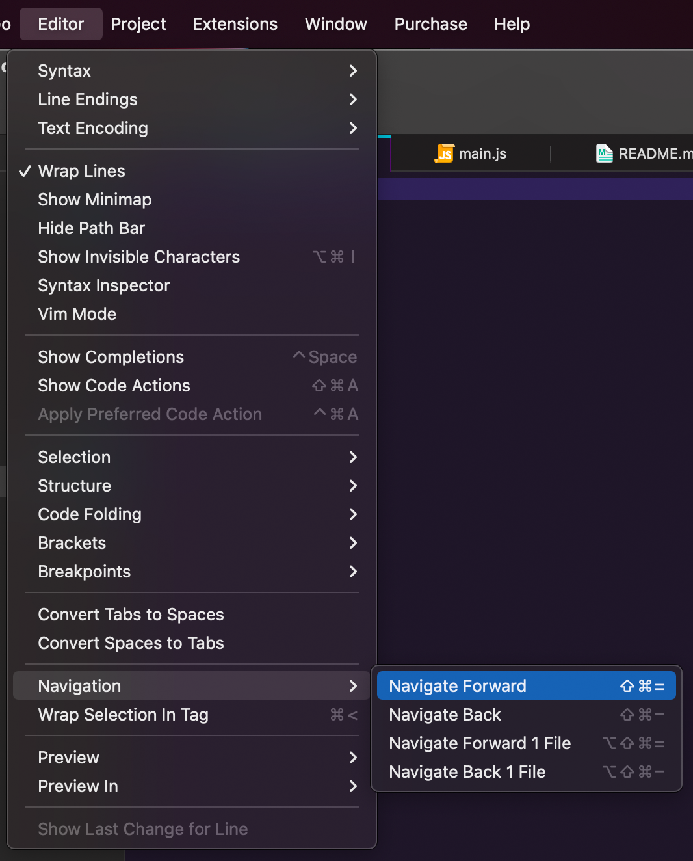 o Editor Project Extensions Window Purchase Help
Syntax
Line Endings
Text Encoding
main.js
README.m
✓ Wrap Lines
Show Minimap
Hide Path Bar
Show Invisible Characters ⌥⌘I
Syntax Inspector
Vim Mode
Show Completions ^Space
Show Code Actions ⇧⌘A
Apply Preferred Code Action ^⌘A
Selection
Structure
Code Folding
Brackets
Breakpoints
Convert Tabs to Spaces
Convert Spaces to Tabs
Navigation
Navigate Forward ⇧⌘=
Wrap Selection In Tag ⌘<
Navigate Back ⇧⌘−
Navigate Forward 1 File ⌥⇧⌘=
Preview
Navigate Back 1 File ⌥⇧⌘−
Preview In
Show Last Change for Line